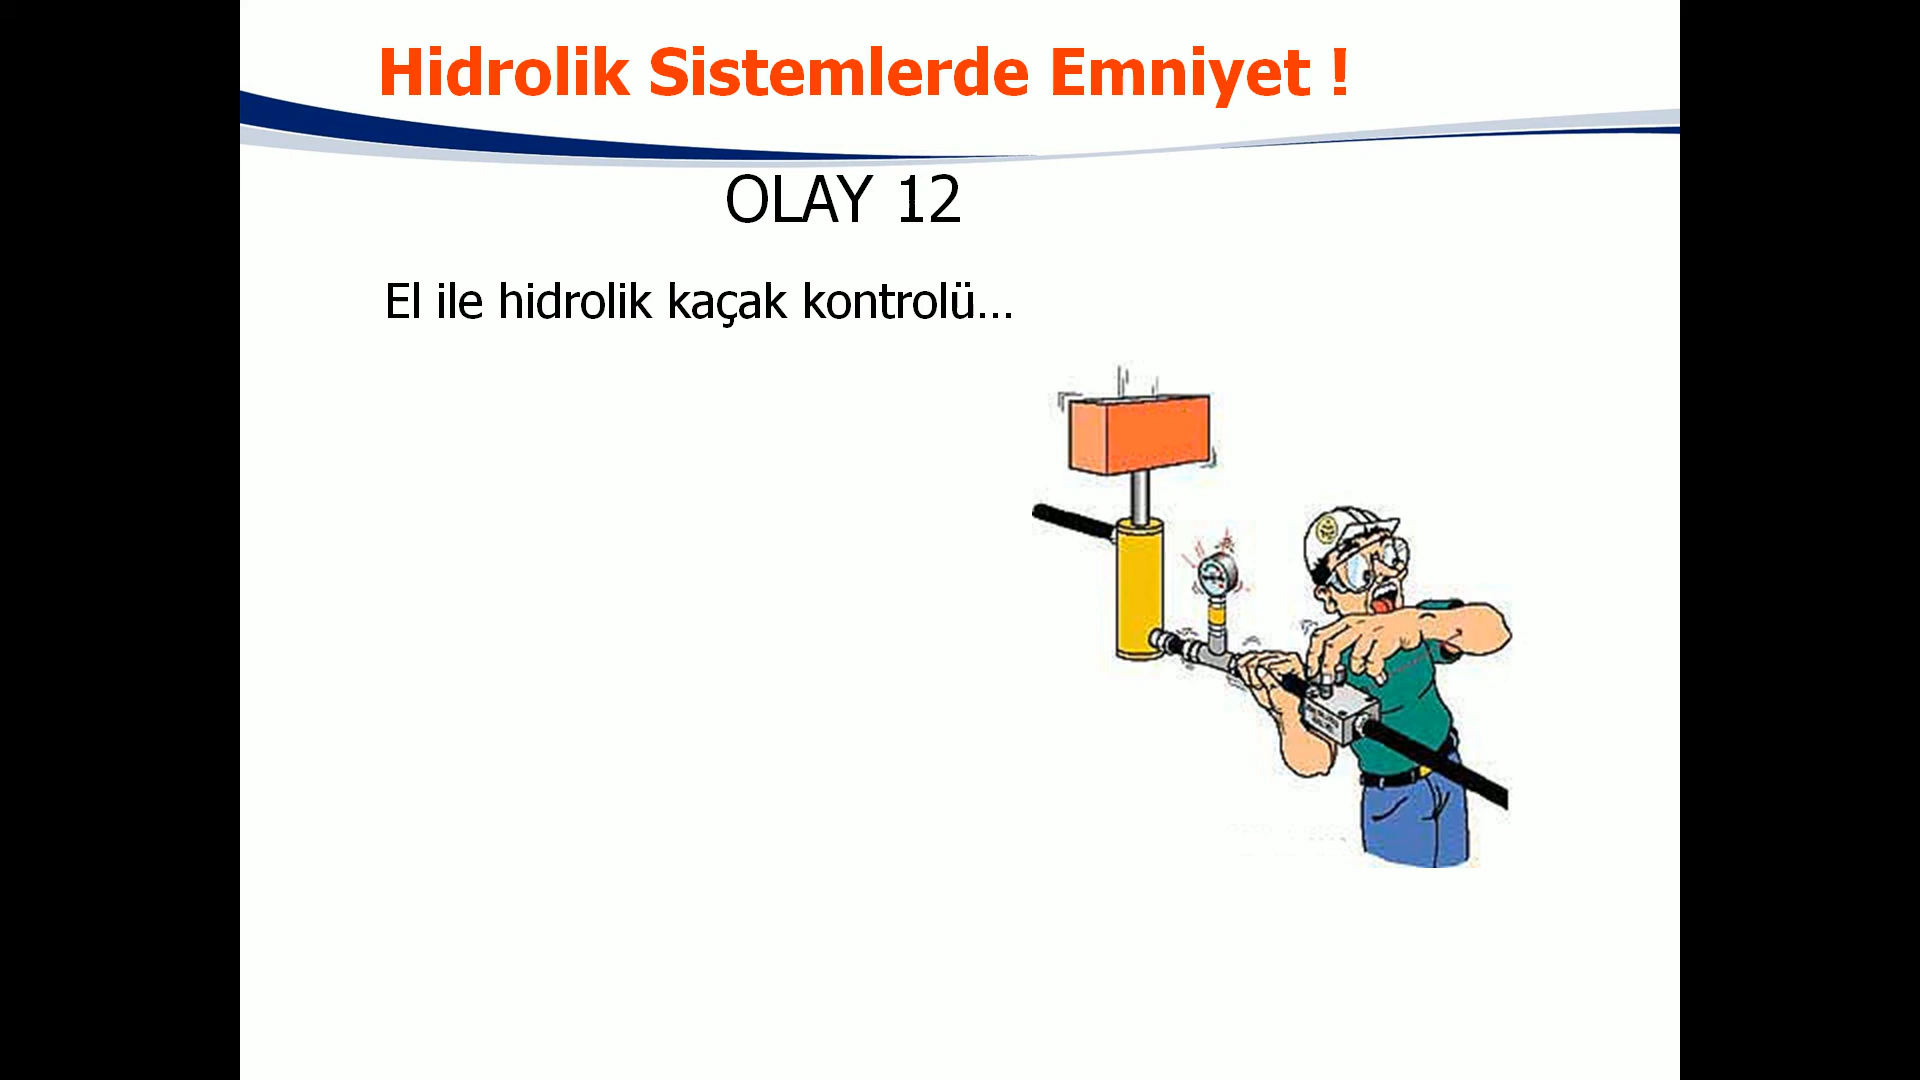 Hidrolik Sistemlerde Emniyet !
OLAY 12
El ile hidrolik kaçak kontrolü...